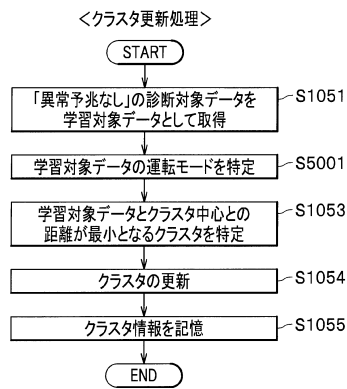 ＜クラスタ更新処理＞
START
「異常予兆なし」の診断対象データを
学習対象データとして取得
S1051
学習対象データの運転モードを特定
S5001
学習対象データとクラスタ中心との
距離が最小となるクラスタを特定
S1053
クラスタの更新
S1054
クラスタ情報を記憶
S1055
END